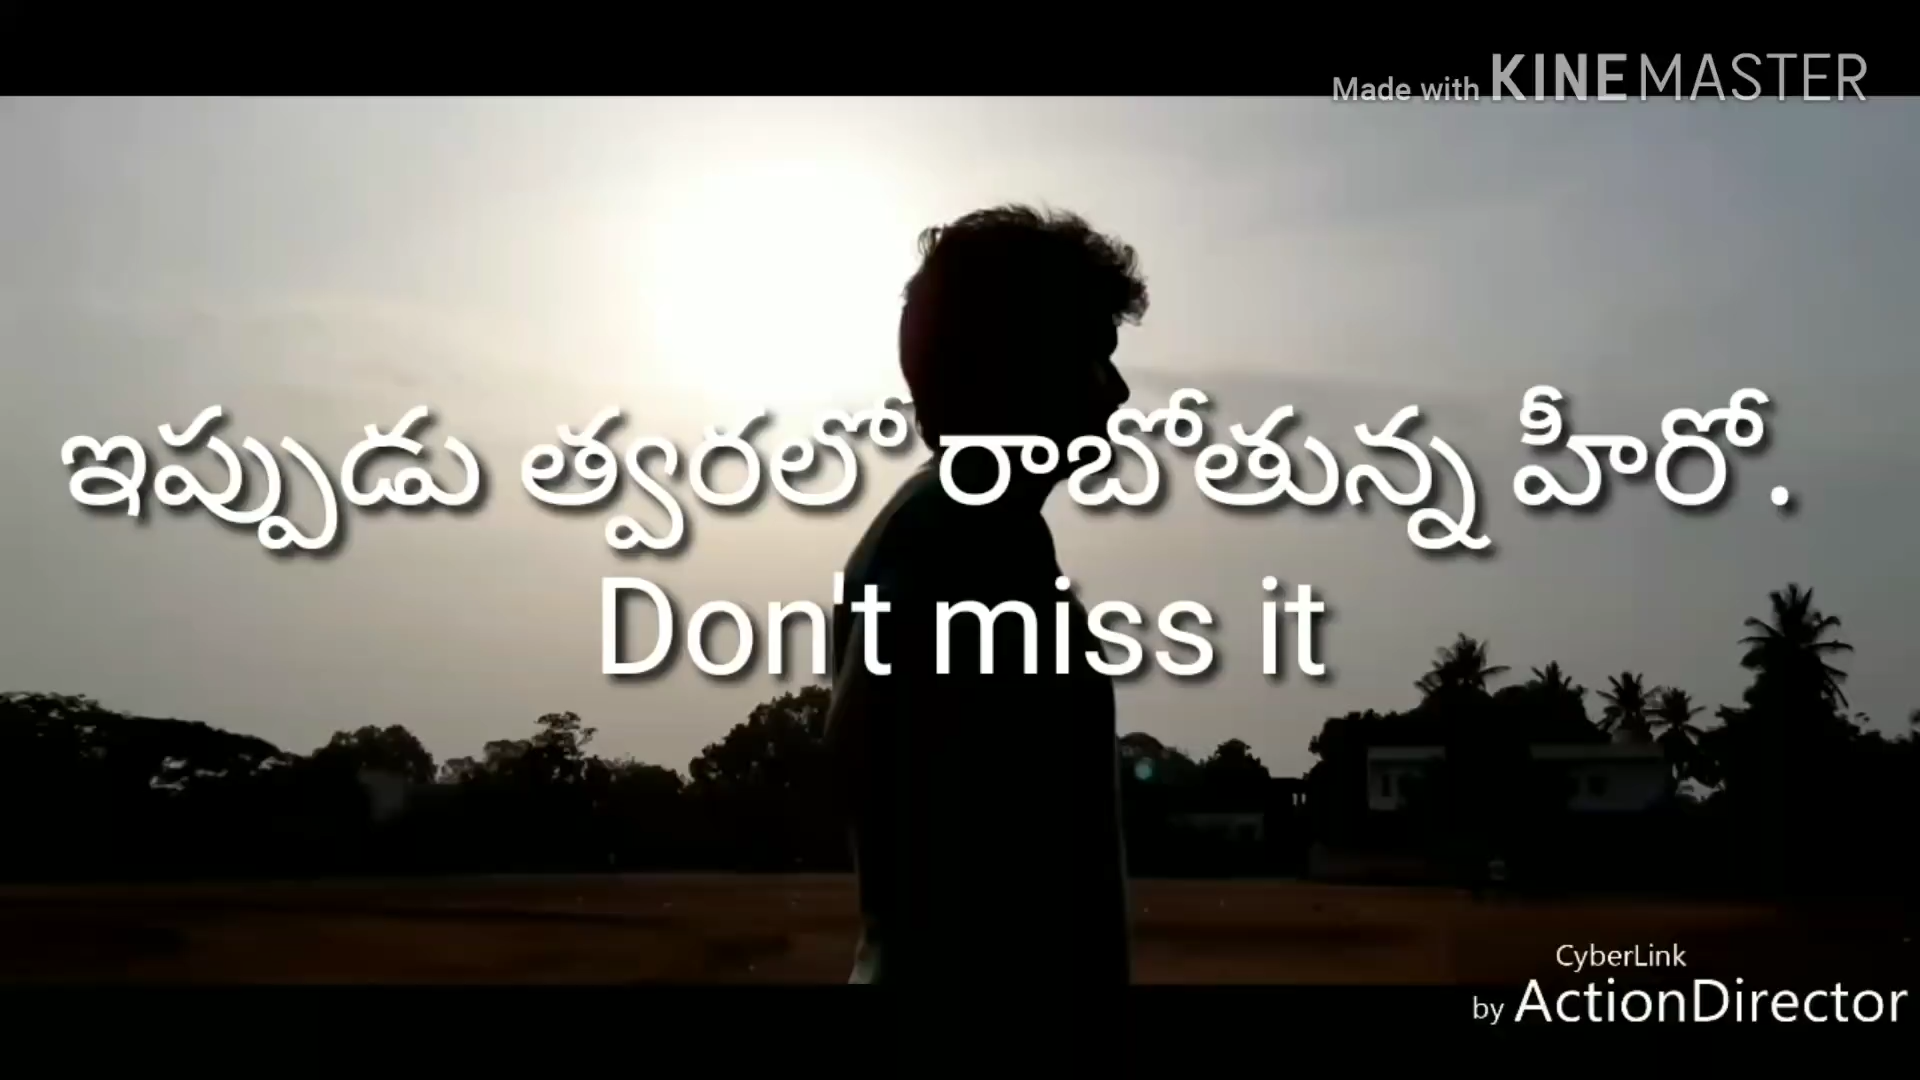 Made with KINEMASTER
ఇప్పుడు త్వరలో రాబోతున్న హీరో.
Don't miss it
CyberLink
by ActionDirector